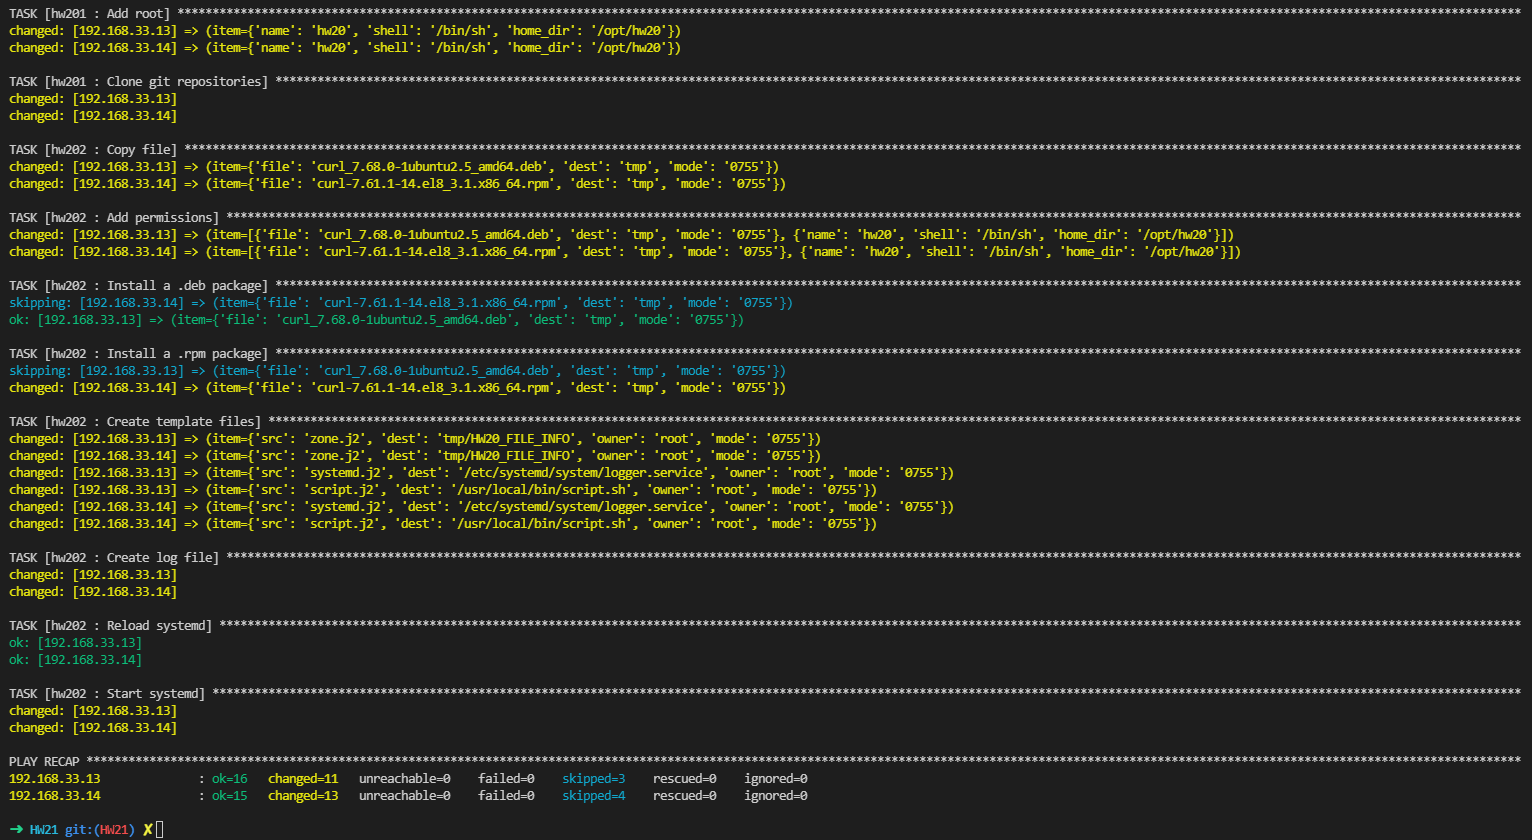 TASK [hw201 : Add root] ************************************************************************************************************************************************************************************************
changed: [192.168.33.13] => (item={'name': 'hw20', 'shell': '/bin/sh', 'home_dir': '/opt/hw20'})
changed: [192.168.33.14] => (item={'name': 'hw20', 'shell': '/bin/sh', 'home_dir': '/opt/hw20'})
TASK [hw201 : Clone git repositories] **********************************************************************************************************************************************************************************
changed: [192.168.33.13]
changed: [192.168.33.14]
TASK [hw202 : Copy file] ***********************************************************************************************************************************************************************************************
changed: [192.168.33.13] => (item={'file': 'curl_7.68.0-1ubuntu2.5_amd64.deb', 'dest': 'tmp', 'mode': '0755'})
changed: [192.168.33.14] => (item={'file': 'curl-7.61.1-14.el8_3.1.x86_64.rpm', 'dest': 'tmp', 'mode': '0755'})
TASK [hw202 : Add permissions] *****************************************************************************************************************************************************************************************
changed: [192.168.33.13] => (item=[{'file': 'curl_7.68.0-1ubuntu2.5_amd64.deb', 'dest': 'tmp', 'mode': '0755'}, {'name': 'hw20', 'shell': '/bin/sh', 'home_dir': '/opt/hw20'}])
changed: [192.168.33.14] => (item=[{'file': 'curl-7.61.1-14.el8_3.1.x86_64.rpm', 'dest': 'tmp', 'mode': '0755'}, {'name': 'hw20', 'shell': '/bin/sh', 'home_dir': '/opt/hw20'}])
TASK [hw202 : Install a .deb package] **********************************************************************************************************************************************************************************
skipping: [192.168.33.14] => (item={'file': 'curl-7.61.1-14.el8_3.1.x86_64.rpm', 'dest': 'tmp', 'mode': '0755'})
ok: [192.168.33.13] => (item={'file': 'curl_7.68.0-1ubuntu2.5_amd64.deb', 'dest': 'tmp', 'mode': '0755'})
TASK [hw202 : Install a .rpm package] **********************************************************************************************************************************************************************************
skipping: [192.168.33.13] => (item={'file': 'curl_7.68.0-1ubuntu2.5_amd64.deb', 'dest': 'tmp', 'mode': '0755'})
changed: [192.168.33.14] => (item={'file': 'curl-7.61.1-14.el8_3.1.x86_64.rpm', 'dest': 'tmp', 'mode': '0755'})
TASK [hw202 : Create template files] ***********************************************************************************************************************************************************************************
changed: [192.168.33.13] => (item={'src': 'zone.j2', 'dest': 'tmp/HW20_FILE_INFO', 'owner': 'root', 'mode': '0755'})
changed: [192.168.33.14] => (item={'src': 'zone.j2', 'dest': 'tmp/HW20_FILE_INFO', 'owner': 'root', 'mode': '0755'})
changed: [192.168.33.13] => (item={'src': 'systemd.j2', 'dest': '/etc/systemd/system/logger.service', 'owner': 'root', 'mode': '0755'})
changed: [192.168.33.13] => (item={'src': 'script.j2', 'dest': '/usr/local/bin/script.sh', 'owner': 'root', 'mode': '0755'})
changed: [192.168.33.14] => (item={'src': 'systemd.j2', 'dest': '/etc/systemd/system/logger.service', 'owner': 'root', 'mode': '0755'})
changed: [192.168.33.14] => (item={'src': 'script.j2', 'dest': '/usr/local/bin/script.sh', 'owner': 'root', 'mode': '0755'})
TASK [hw202 : Create log file] *****************************************************************************************************************************************************************************************
changed: [192.168.33.13]
changed: [192.168.33.14]
TASK [hw202 : Reload systemd] ******************************************************************************************************************************************************************************************
ok: [192.168.33.13]
ok: [192.168.33.14]
TASK [hw202 : Start systemd] *******************************************************************************************************************************************************************************************
changed: [192.168.33.13]
changed: [192.168.33.14]
PLAY RECAP *************************************************************************************************************************************************************************************************************
192.168.33.13 : ok=16 changed=11 unreachable=0 failed=0 skipped=3 rescued=0 ignored=0
192.168.33.14 : ok=15 changed=13 unreachable=0 failed=0 skipped=4 rescued=0 ignored=0
➜ HW21 git:(HW21) ✗